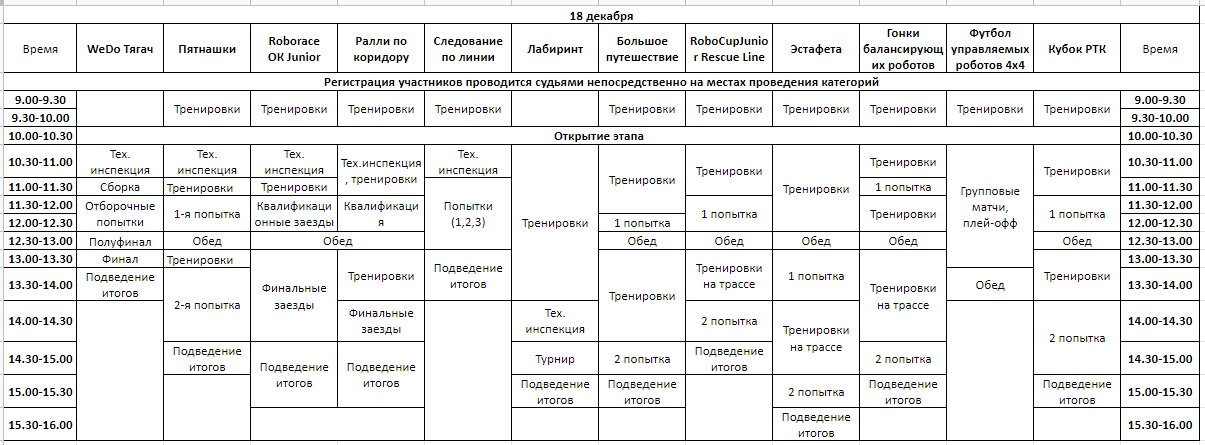 18 декабря
Время WeDo Тягач Пятнашки Roborace Ралли по Следование Лабиринт Большое RoboCupJunio Эстафета Гонки Футбол Кубок РТК Время
OK Junior коридору по линии путешествие r Rescue Line балансирующ управляемых
их роботов роботов 4х4
Регистрация участников проводится судьями непосредственно на местах проведения категорий
9.00-9.30 9.00-9.30
Тренировки Тренировки Тренировки Тренировки Тренировки Тренировки Тренировки Тренировки Тренировки Тренировки
9.30-10.00 9.30-10.00
10.00-10.30 Открытие этапа 10.00-10.30
10.30-11.00 Тех. инспекция Тех. инспекция Тех. инспекция Тех.инспекция Тех. инспекция Тренировки 10.30-11.00
, тренировки Тренировки Тренировки Тренировки Тренировки
11.00-11.30 Сборка Тренировки Тренировки 1 попытка 11.00-11.30
11.30-12.00 Отборочные Квалификаци Квалификаци Попытки Групповые 11.30-12.00
попытки 1-я попытка онные заезды я (1,2,3) Тренировки 1 попытка Тренировки матчи, 1 попытка
12.00-12.30 1 попытка плей-офф 12.00-12.30
12.30-13.00 Полуфинал Обед Обед Обед Обед Обед Обед Обед 12.30-13.00
13.00-13.30 Финал Тренировки 13.00-13.30
Тренировки Подведение Тренировки 1 попытка Тренировки
13.30-14.00 Подведение Финальные итогов на трассе Тренировки Обед 13.30-14.00
итогов 2-я попытка заезды Тренировки на трассе
14.00-14.30 Финальные Тех. 2 попытка Тренировки 14.00-14.30
заезды инспекция на трассе 2 попытка
14.30-15.00 Подведение Подведение Подведение Турнир 2 попытка Подведение 2 попытка 14.30-15.00
итогов итогов итогов итогов
15.00-15.30 Подведение Подведение 2 попытка Подведение Подведение 15.00-15.30
итогов итогов итогов итогов
15.30-16.00 Подведение 15.30-16.00
итогов